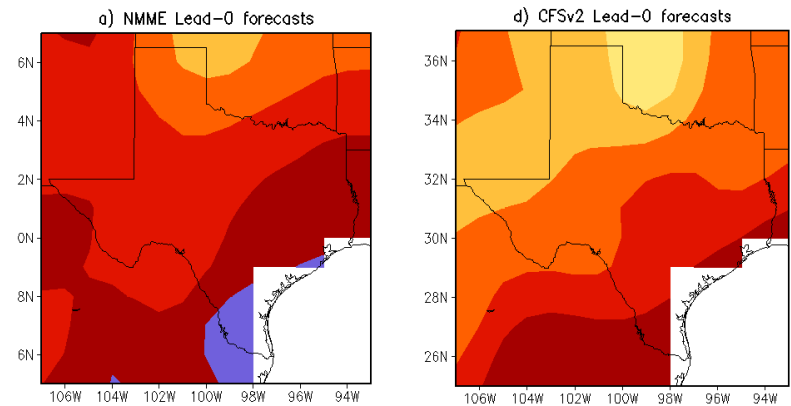 a) NMME Lead-0 forecasts
d) CFSv2 Lead-0 forecasts
6N
4N
2N
0N
8N
6N
106W 104W 102W 100W 98W 96W 94W
36N
34N
32N
30N
28N
26N
106W 104W 102W 100W 98W 96W 94W